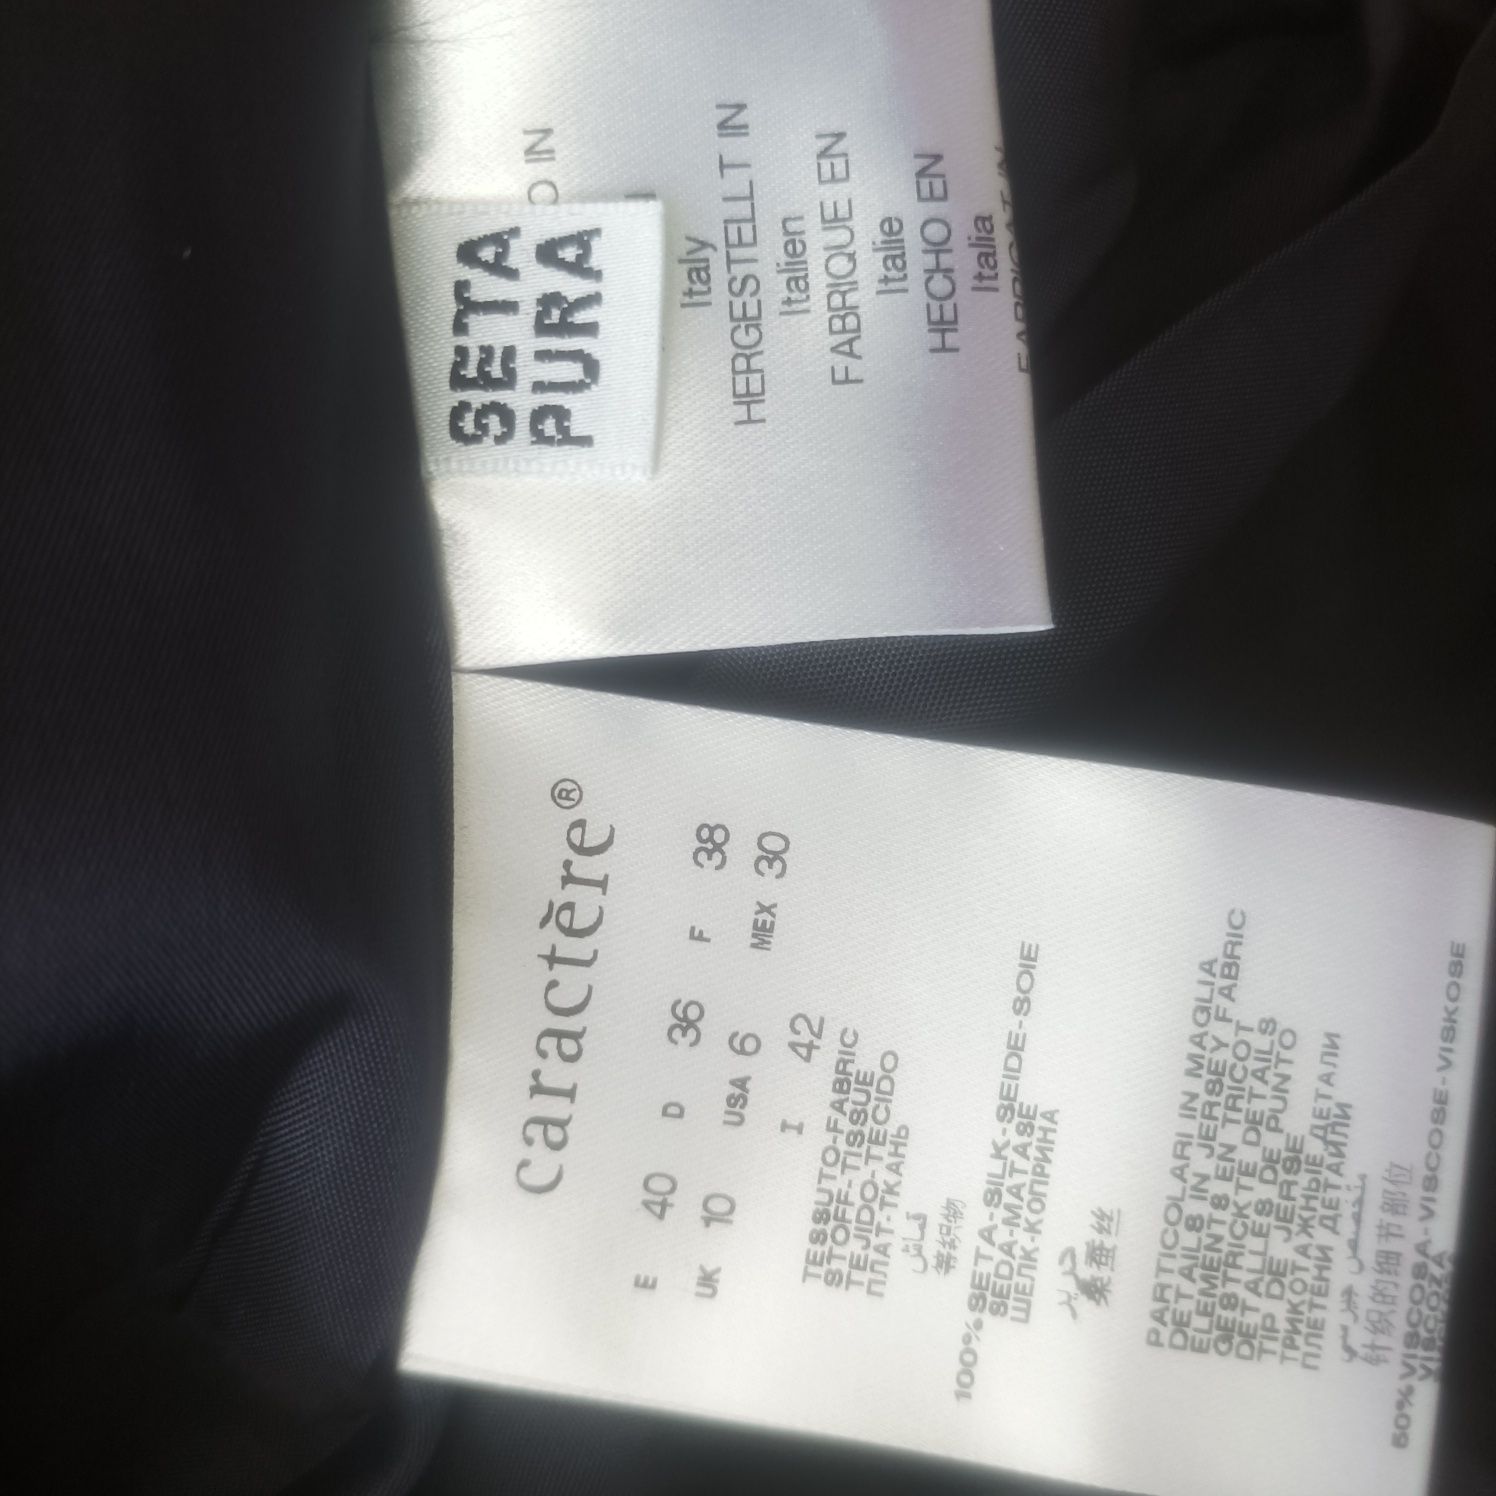 SETA
PURA
O IN
Italy
HERGESTELLT IN
Italien
FABRIQUE EN
Italie
HECHO EN
Italia
FABRICAT IN
caractère®
E 40 D 36 F 38
UK 10 USA 6 MEX 30
I 42
TESSUTO-FABRIC
STOFF-TISSUE
TEJIDO-TECIDO
ПЛАТ-ТКАНЬ
قماش
等织物
100%SETA-SILK-SEIDE-SOIE
SEDA-MATASE
ШЕЛК-КОПРИНА
حرير
桑蚕丝
PARTICOLARI IN MAGLIA
DETAILS IN JERSEY FABRIC
ELEMENTS EN TRICOT
GESTRICKTE DETAILS
DETALLES DE PUNTO
TIP DE JERSE
ТРИКОТАЖНЫЕ ДЕТАЛИ
ПЛЕТЕНИ ДЕТАЙЛИ
针织的细节部位
50%VISCOSA-VISCOSE-VISKOSE
VISCOZA